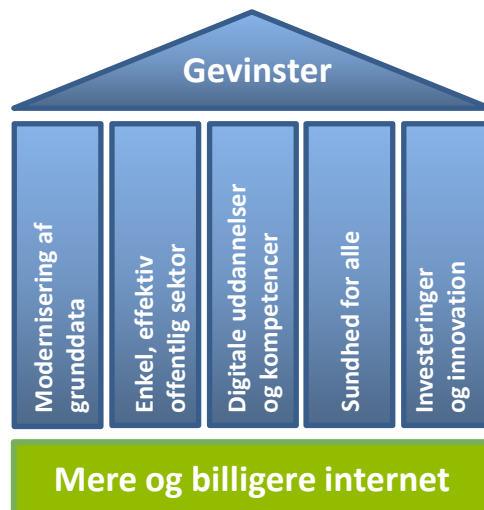 Gevinster
Modernisering af
grunddata
Enkel, effektiv
offentlig sektor
Digitale uddannelser
og kompetencer
Sundhed for alle
Investeringer
og innovation
Mere og billigere internet